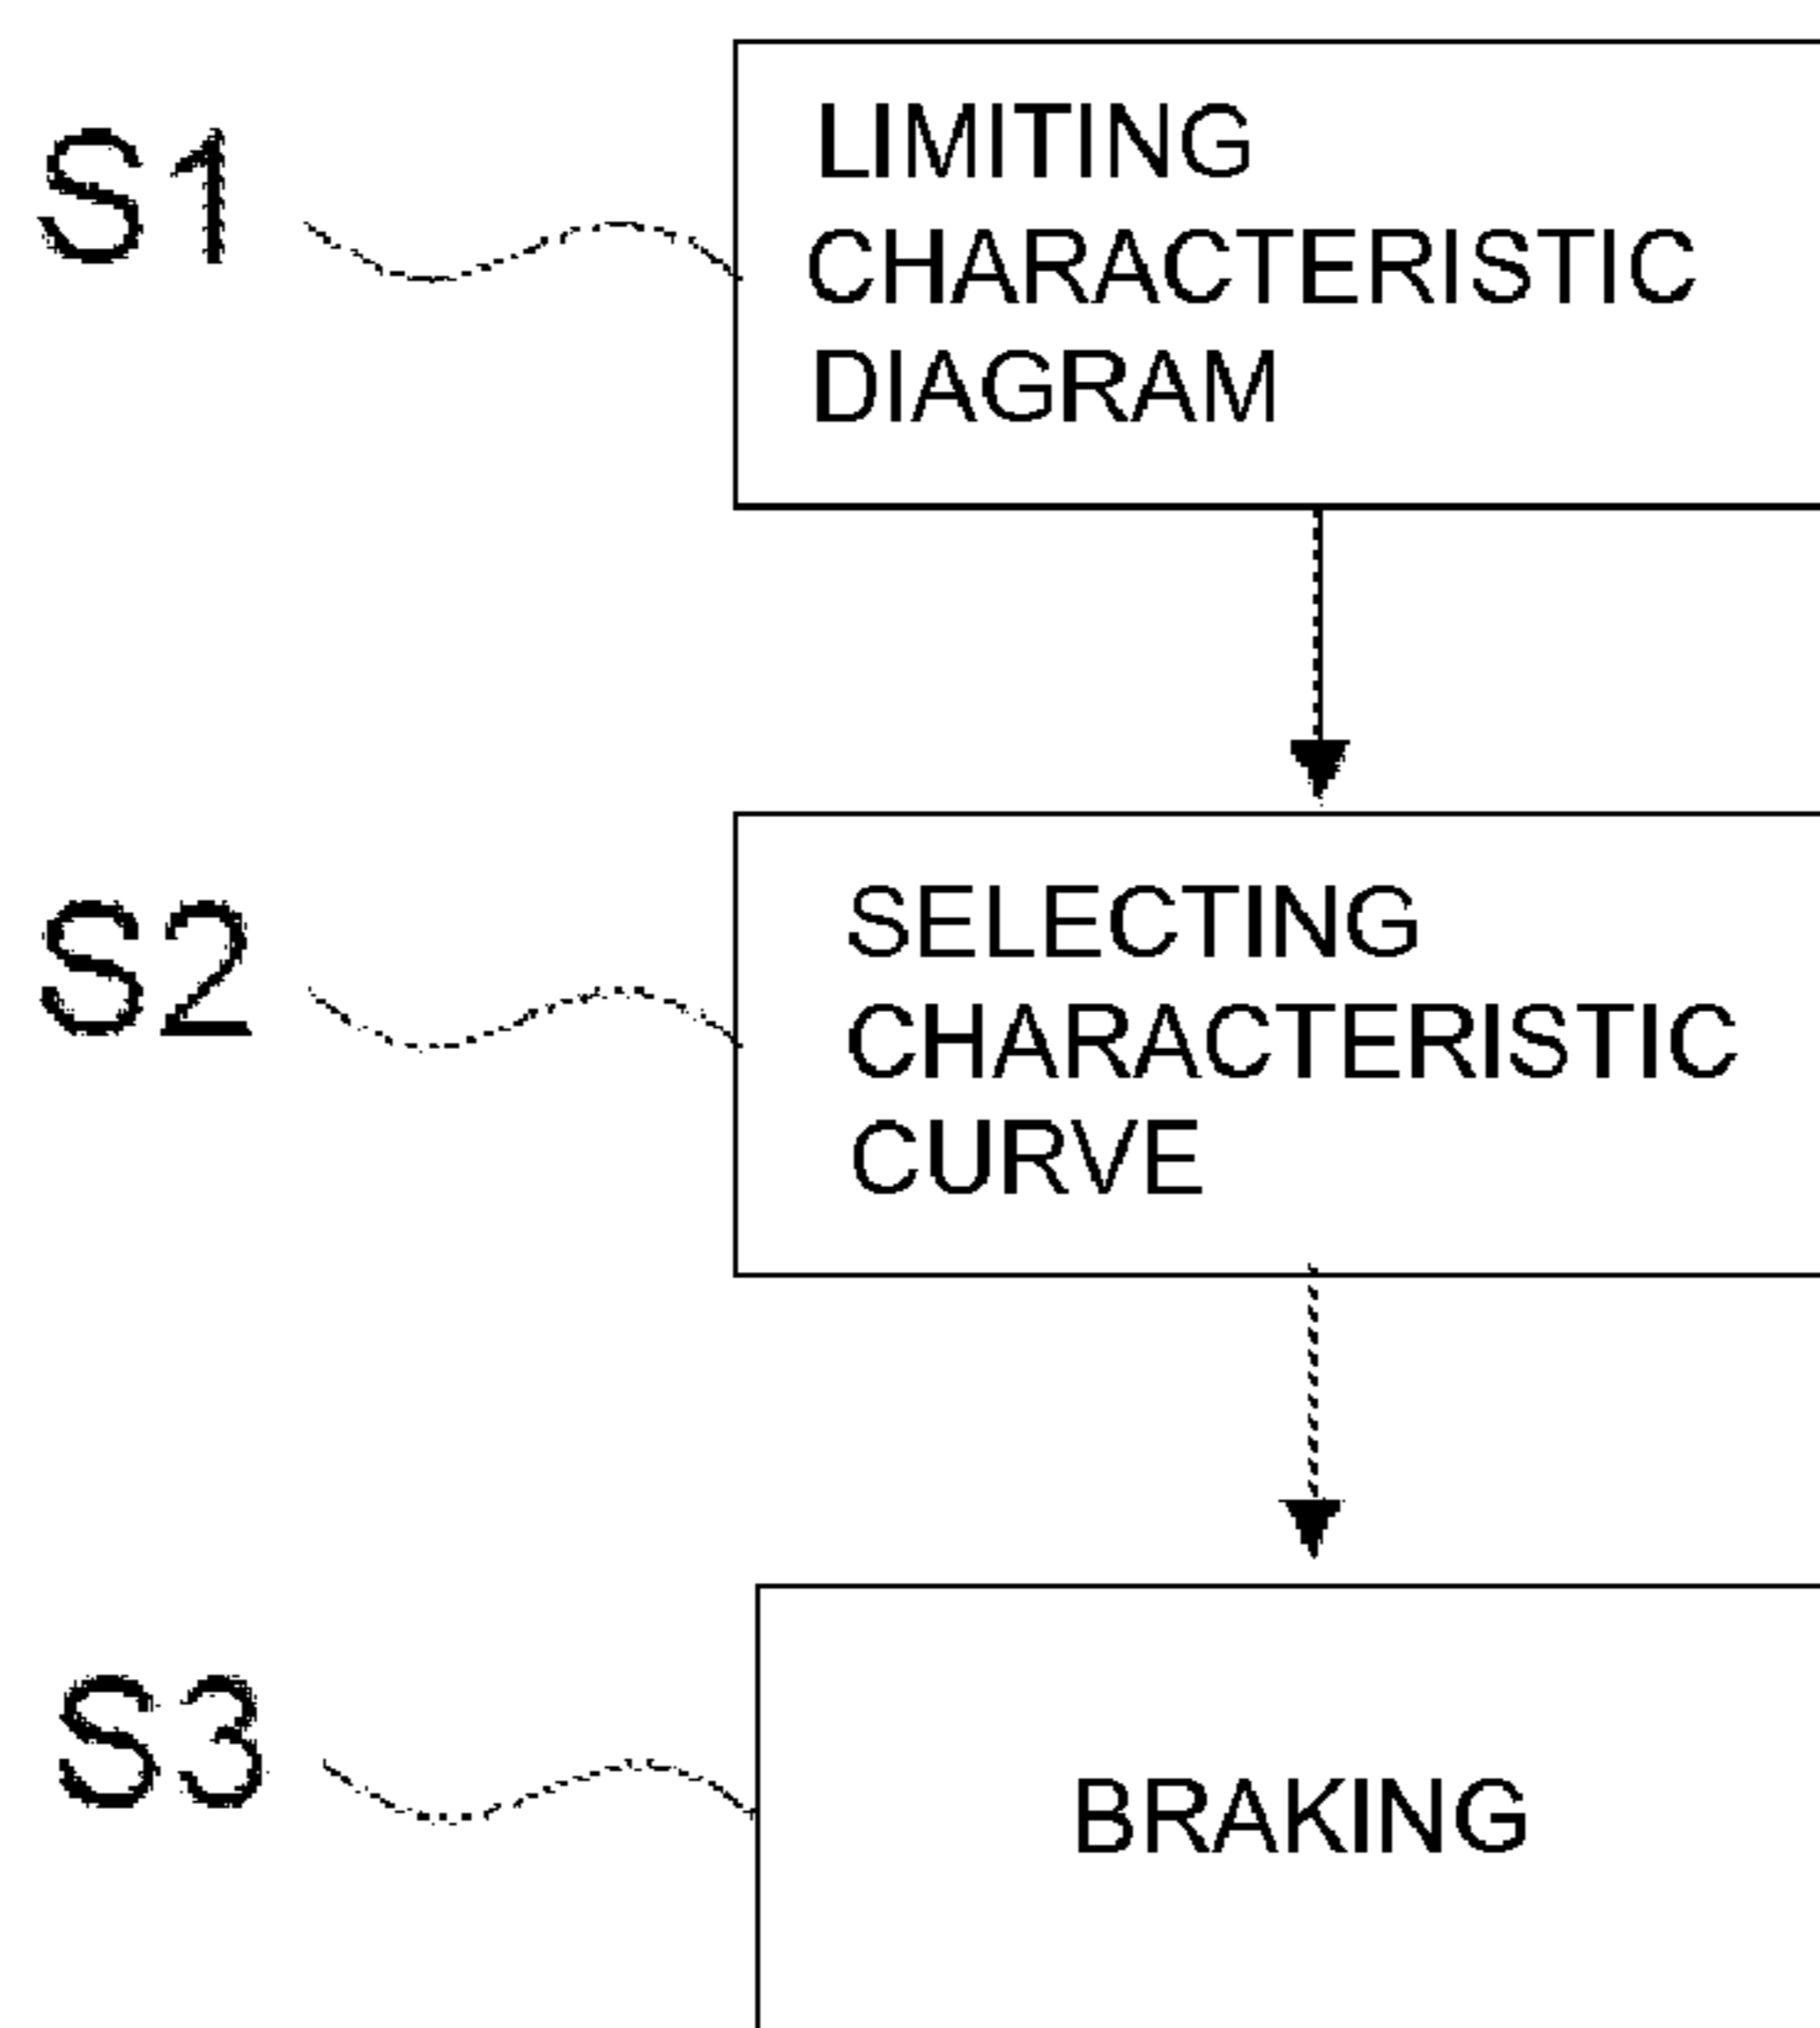 S1
LIMITING
CHARACTERISTIC
DIAGRAM
S2
SELECTING
CHARACTERISTIC
CURVE
S3
BRAKING